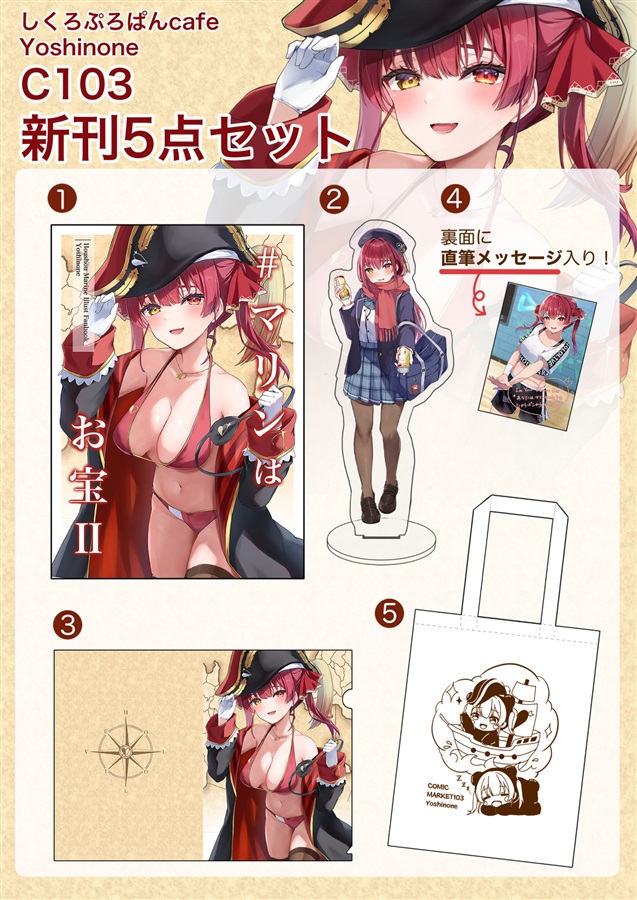 しくろぷろぱんcafe
Yoshinone
C103
新刊5点セット
1
2
4
裏面に
直筆メッセージ入り！
Houshou Marine Illust Fanbook
Yoshinone
#マリンは
お宝II
3
5
COMIC
MARKET103
Yoshinone
z z z